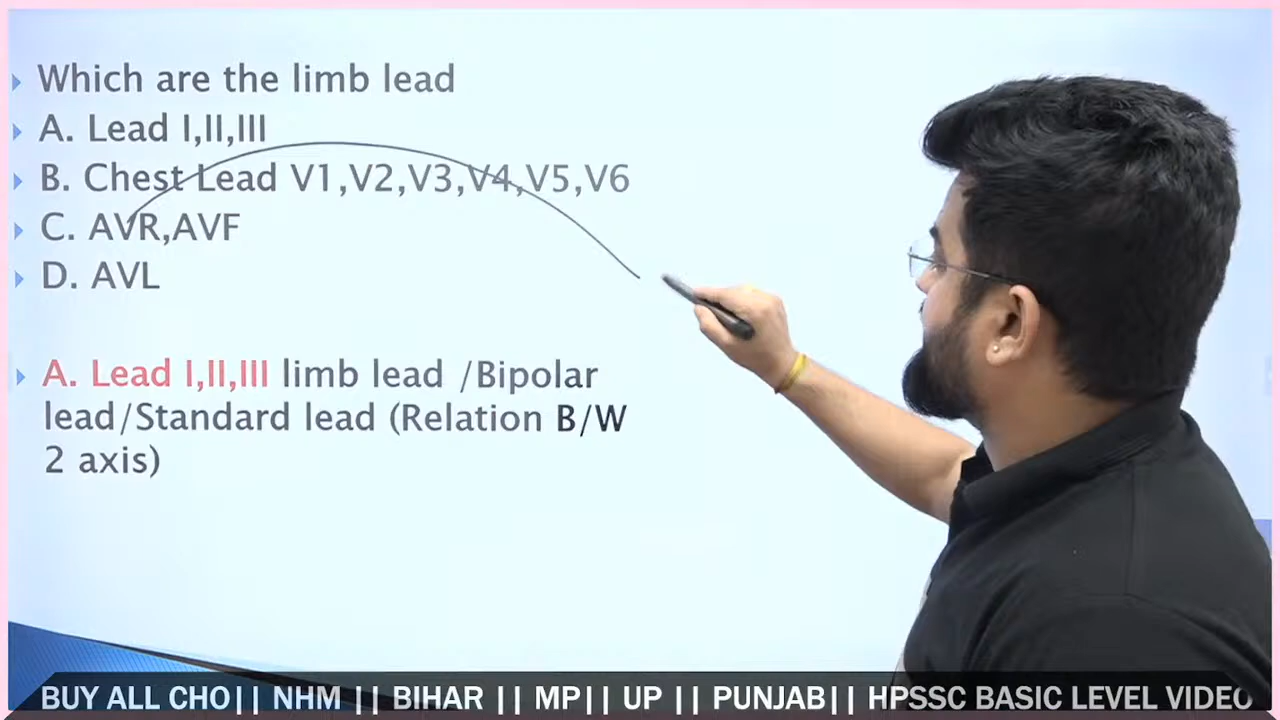 Which are the limb lead
A. Lead I,II,III
B. Chest Lead V1,V2,V3,V4,V5,V6
C. AVR,AVF
D. AVL
A. Lead I,II,III limb lead /Bipolar
lead/Standard lead (Relation B/W
2 axis)
BUY ALL CHO|| NHM || BIHAR || MP|| UP || PUNJAB|| HPSSC BASIC LEVEL VIDEO